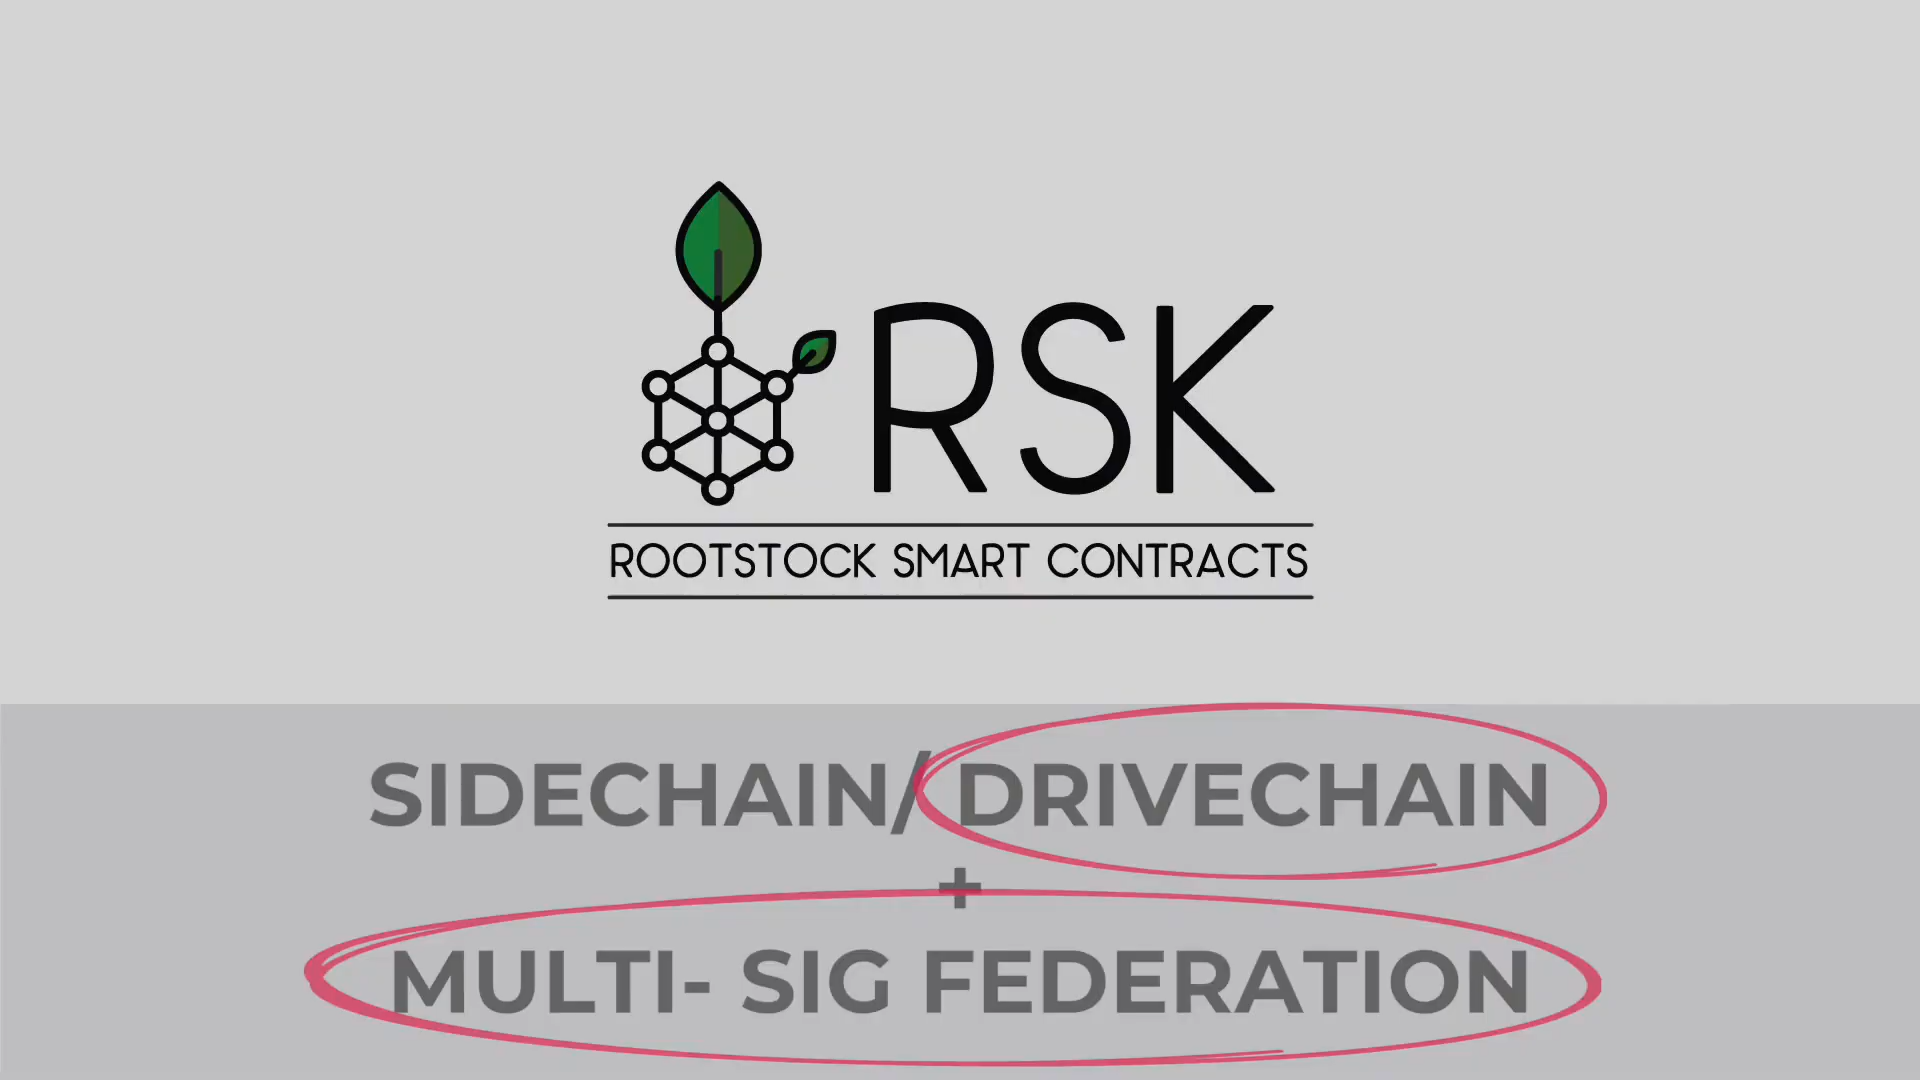 RSK
ROOTSTOCK SMART CONTRACTS
SIDECHAIN/ DRIVECHAIN
+
MULTI- SIG FEDERATION